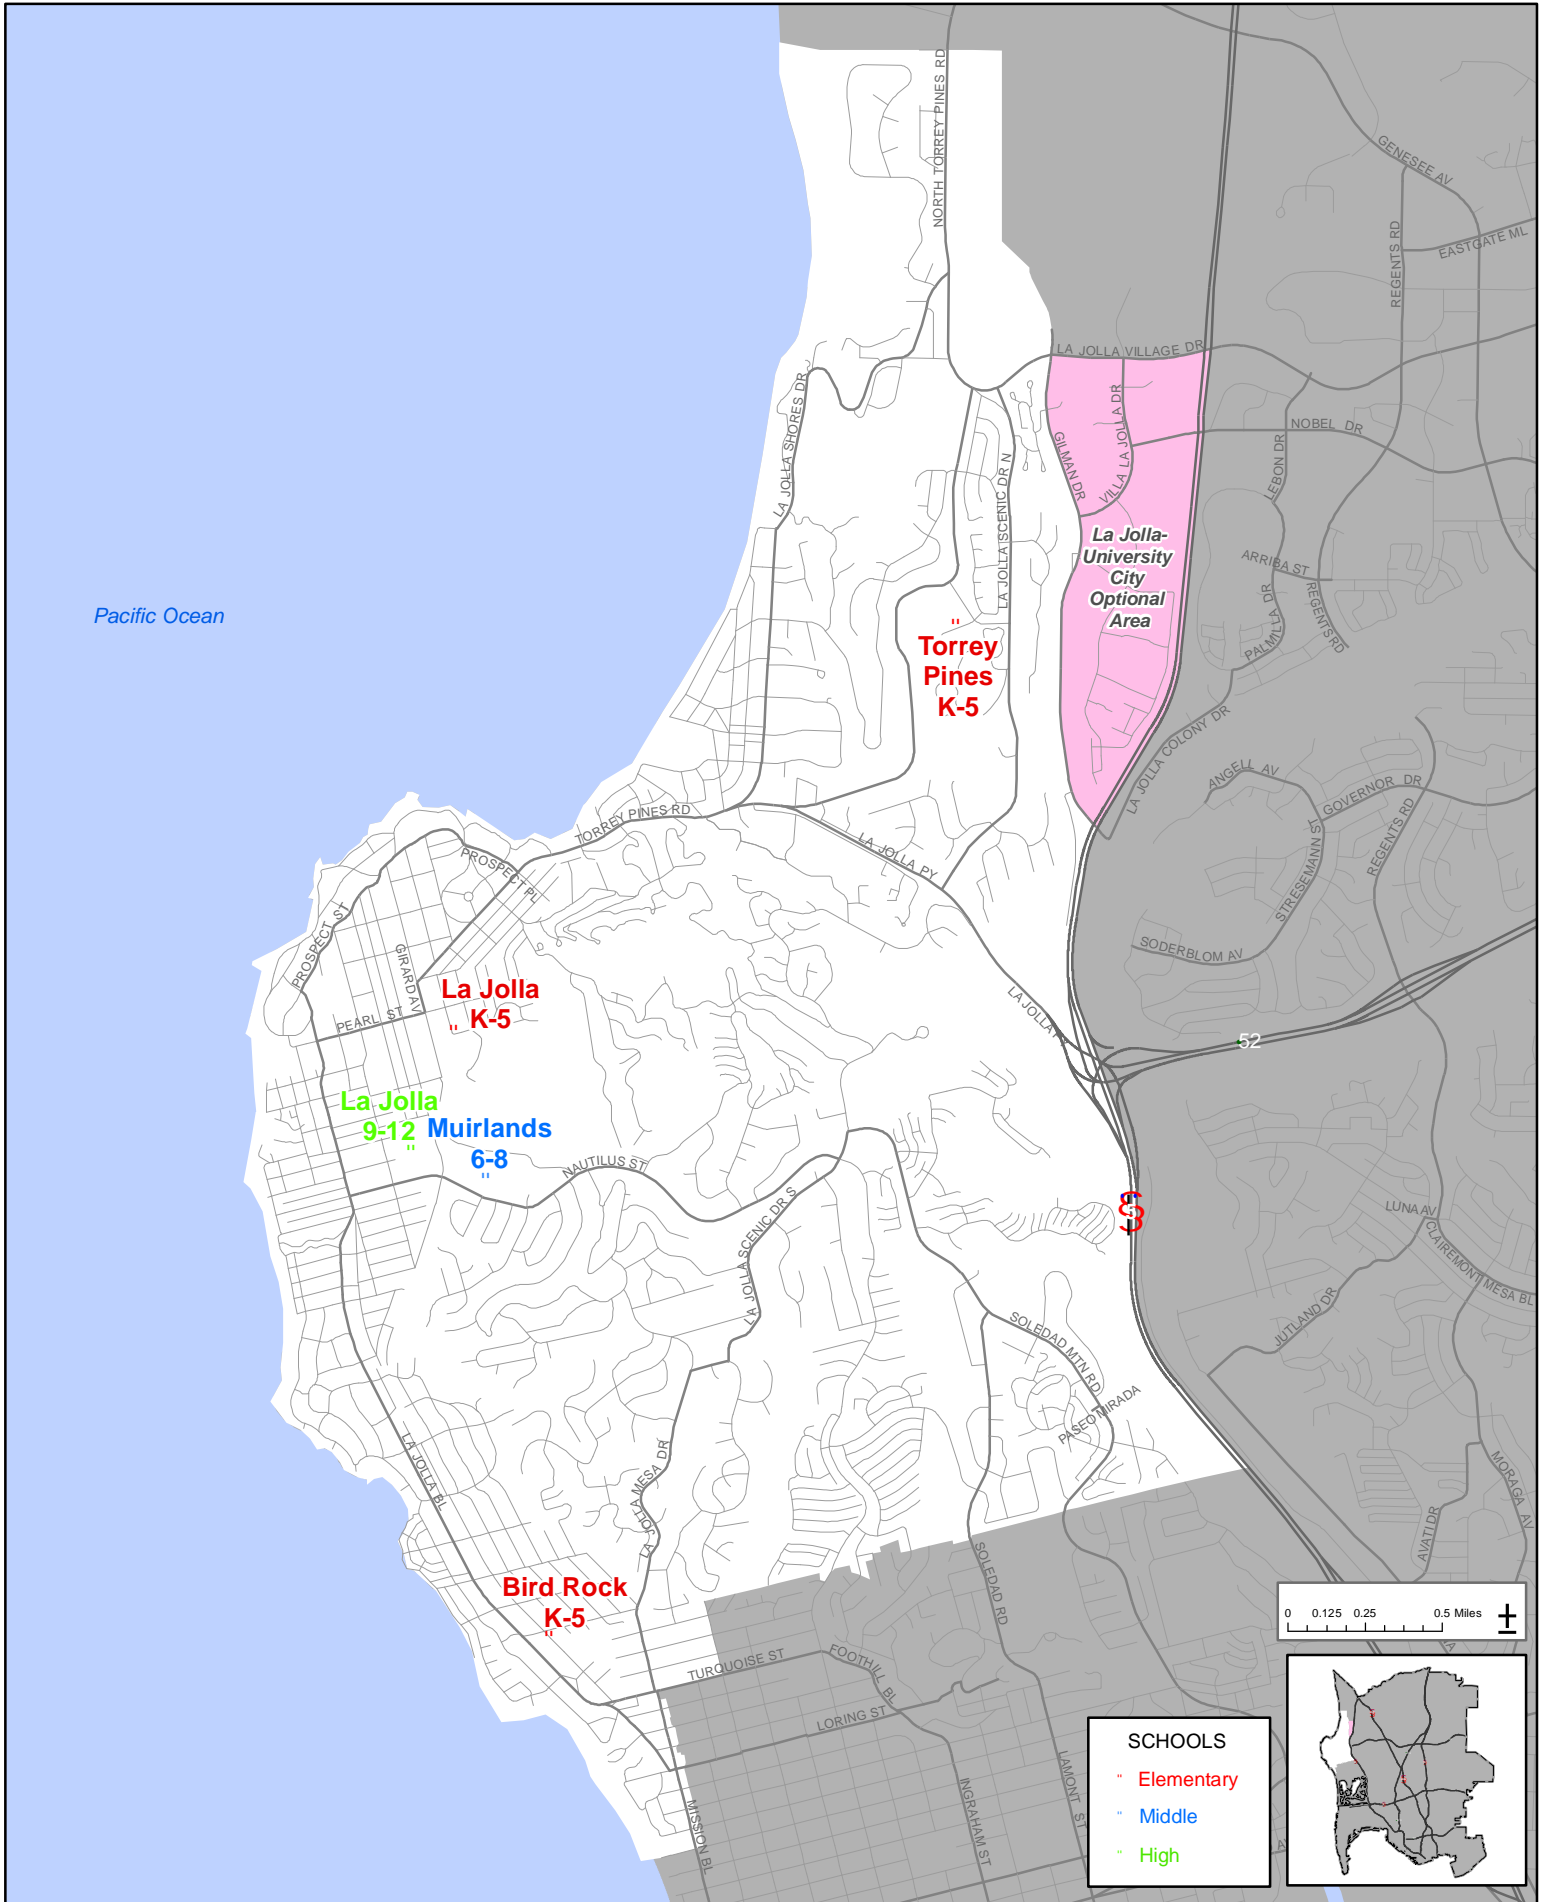 NORTH TORREY PINES RD
GENESEE AV
REGENTS RD
EASTGATE ML
LA JOLLA VILLAGE DR
LA JOLLA SHORES DR
GILMAN DR
VILLA LA JOLLA DR
NOBEL DR
LEBON DR
LA JOLLA SCENIC DR N
La Jolla-
University
City
Optional
Area
ARRIBA ST
REGENTS RD
PALMILLA DR
Pacific Ocean
Torrey
Pines
K-5
LA JOLLA COLONY DR
ANGELL AV
GOVERNOR DR
REGENTS RD
STRESEMANN ST
TORREY PINES RD
LA JOLLA PY
PROSPECT PL
PROSPECT ST
GIRARD AV
SODERBLOM AV
La Jolla
K-5
PEARL ST
LA JOLLA
52
La Jolla
9-12
Muirlands
6-8
NAUTILUS ST
LA JOLLA SCENIC DR S
LUNA AV
CLAIREMONT MESA BL
JUTLAND DR
SOLEDAD MTN RD
PASEO MIRADA
LA JOLLA BL
LA JOLLA MESA DR
MORAGA AV
AVATI DR
Bird Rock
K-5
SOLEDAD RD
TURQUOISE ST
FOOTHILL BL
LORING ST
MISSION BL
INGRAHAM ST
LAMONT ST
0 0.125 0.25 0.5 Miles
SCHOOLS
Elementary
Middle
High